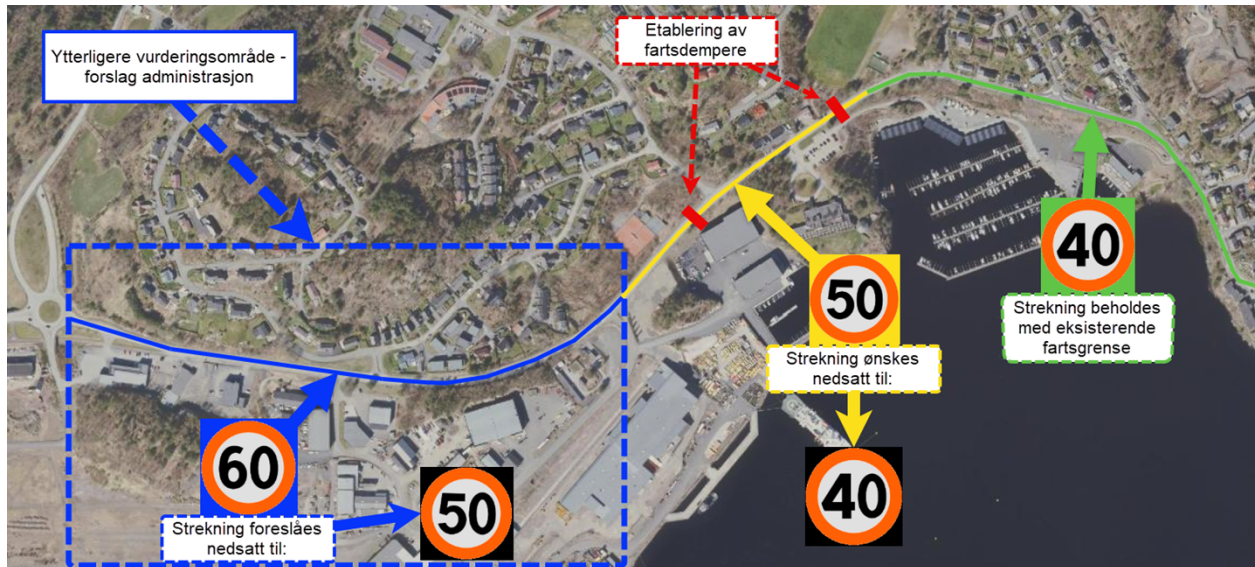 Ytterligere vurderingsområde -
forslag administrasjon
Etablering av
fartsdempere
40
Strekning beholdes
med eksisterende
fartsgrense
50
Strekning ønskes
nedsatt til:
40
60
Strekning foreslåes
nedsatt til:
50